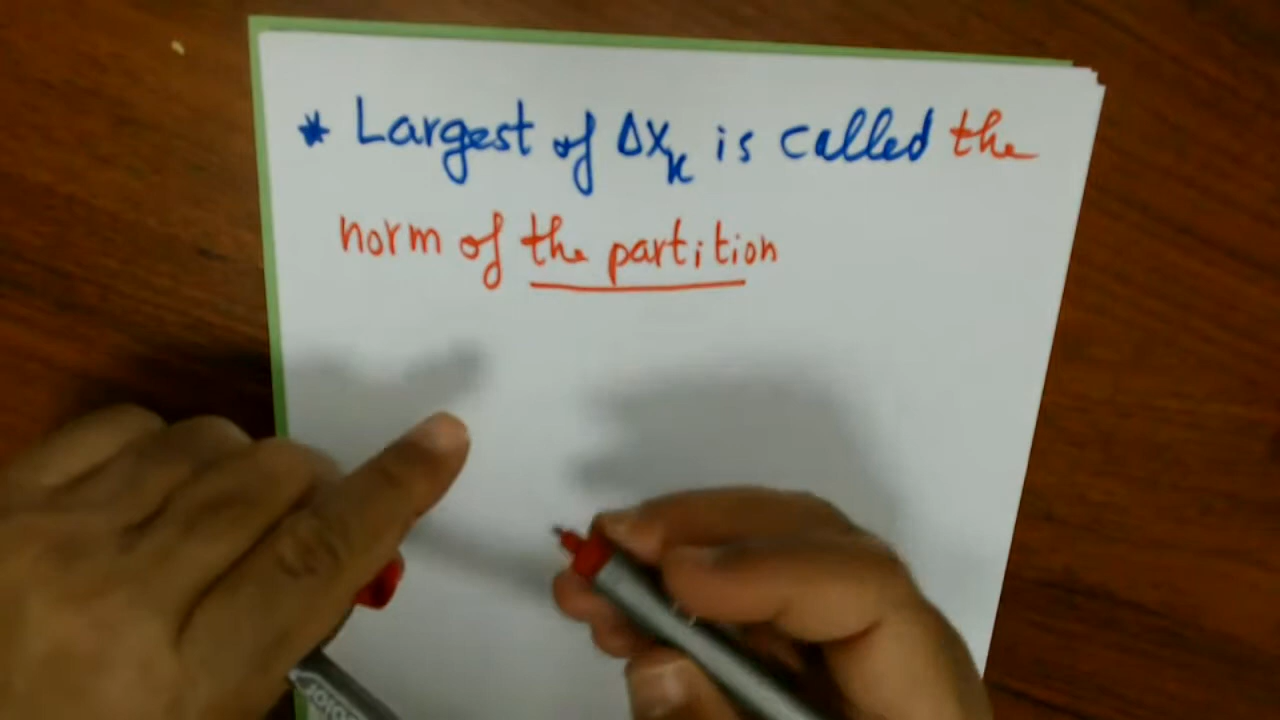 * Largest of Δx_k is called the
norm of the partition